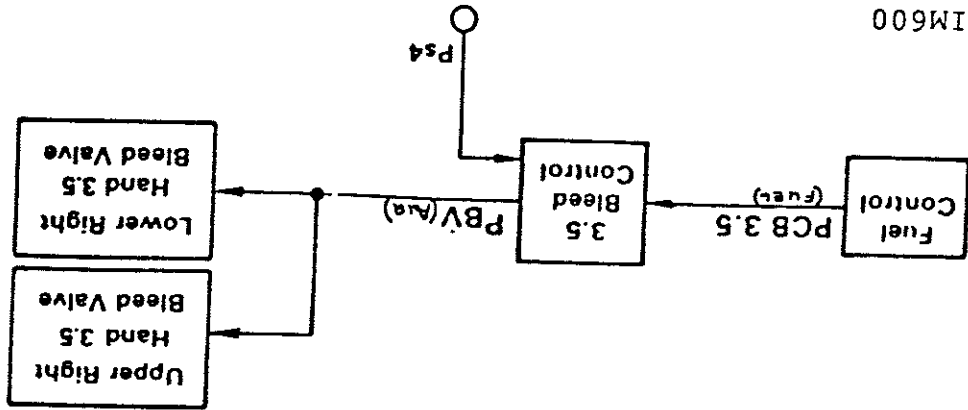 Upper Right
Hand 3.5
Bleed Valve
Fuel
Control
PCB 3.5
(Fuel)
3.5
Bleed
Control
PBV (Air)
Lower Right
Hand 3.5
Bleed Valve
Ps4
IM600